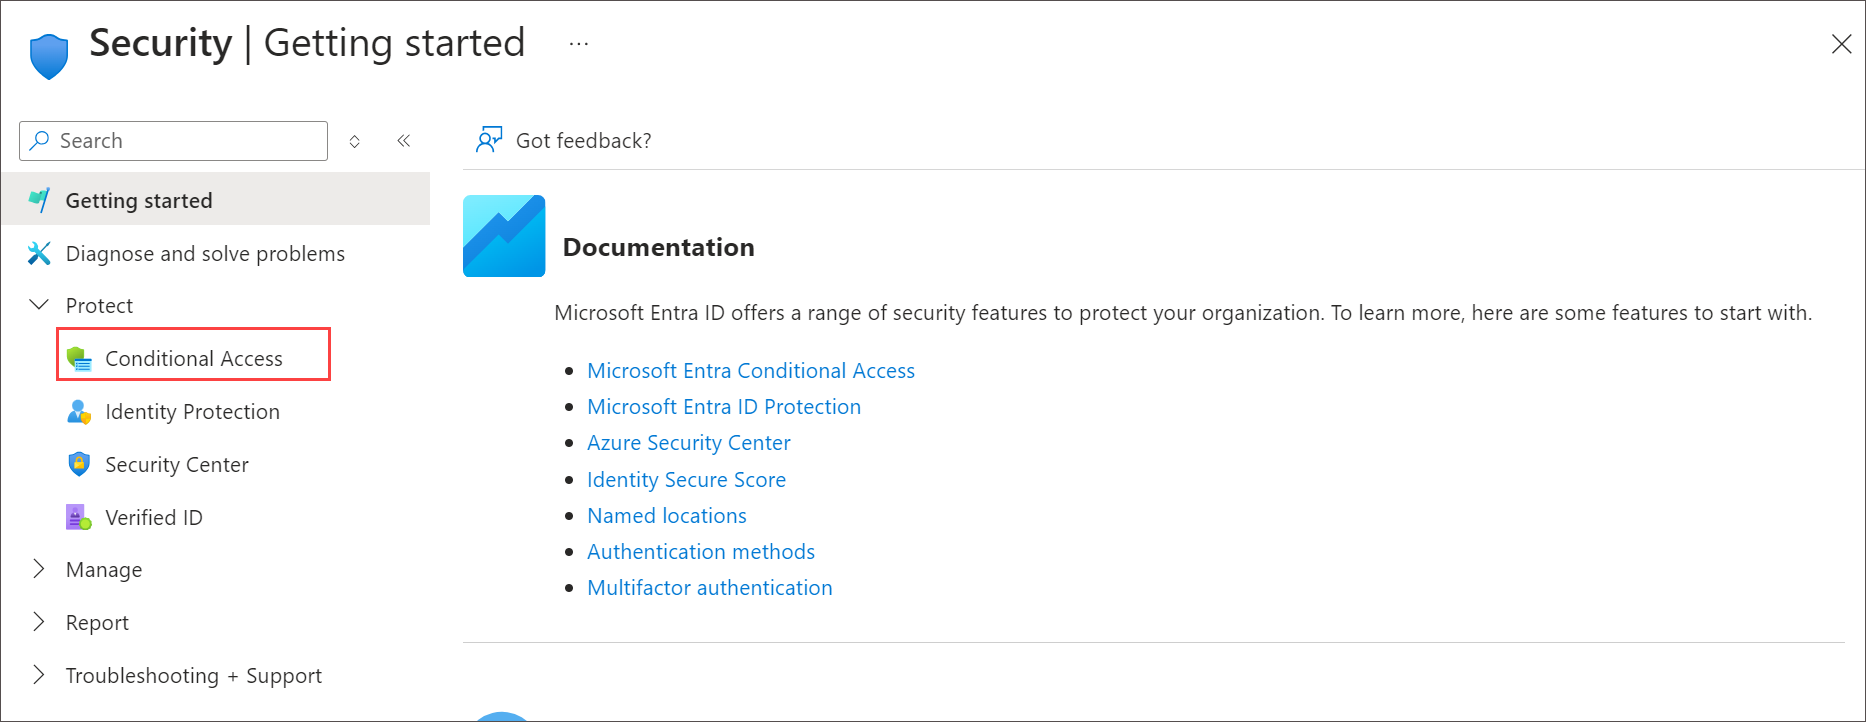 Security | Getting started ...
Search
Got feedback?
Getting started
Diagnose and solve problems
Protect
Conditional Access
Identity Protection
Security Center
Verified ID
Manage
Report
Troubleshooting + Support
Documentation
Microsoft Entra ID offers a range of security features to protect your organization. To learn more, here are some features to start with.
Microsoft Entra Conditional Access
Microsoft Entra ID Protection
Azure Security Center
Identity Secure Score
Named locations
Authentication methods
Multifactor authentication